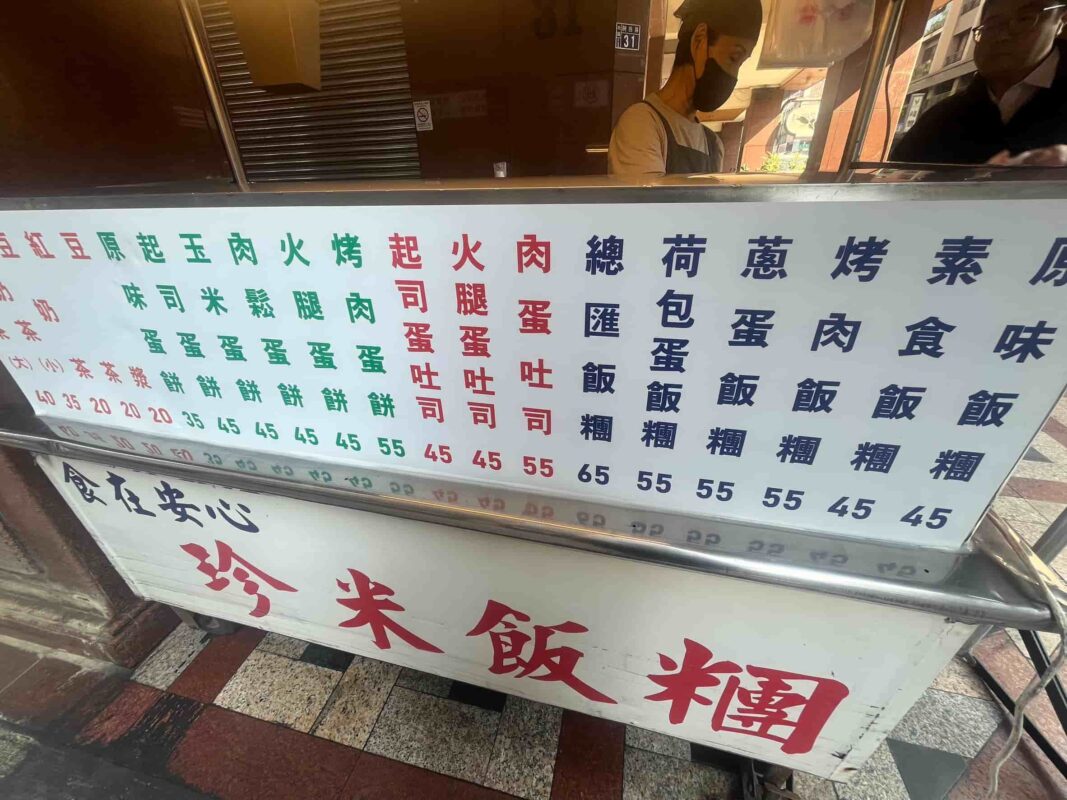 原味飯糰 45
素食飯糰 45
烤肉飯糰 55
蔥蛋飯糰 55
荷包蛋飯糰 55
總匯飯糰 65
肉蛋吐司 55
火腿蛋吐司 45
起司蛋吐司 45
烤肉蛋餅 55
火腿蛋餅 45
肉鬆蛋餅 45
玉米蛋餅 45
起司蛋餅 45
原味蛋餅 35
豆漿 20
紅茶 20
豆奶茶 20
奶茶(小) 35
茶(大) 40
食在安心
珍米飯糰
31